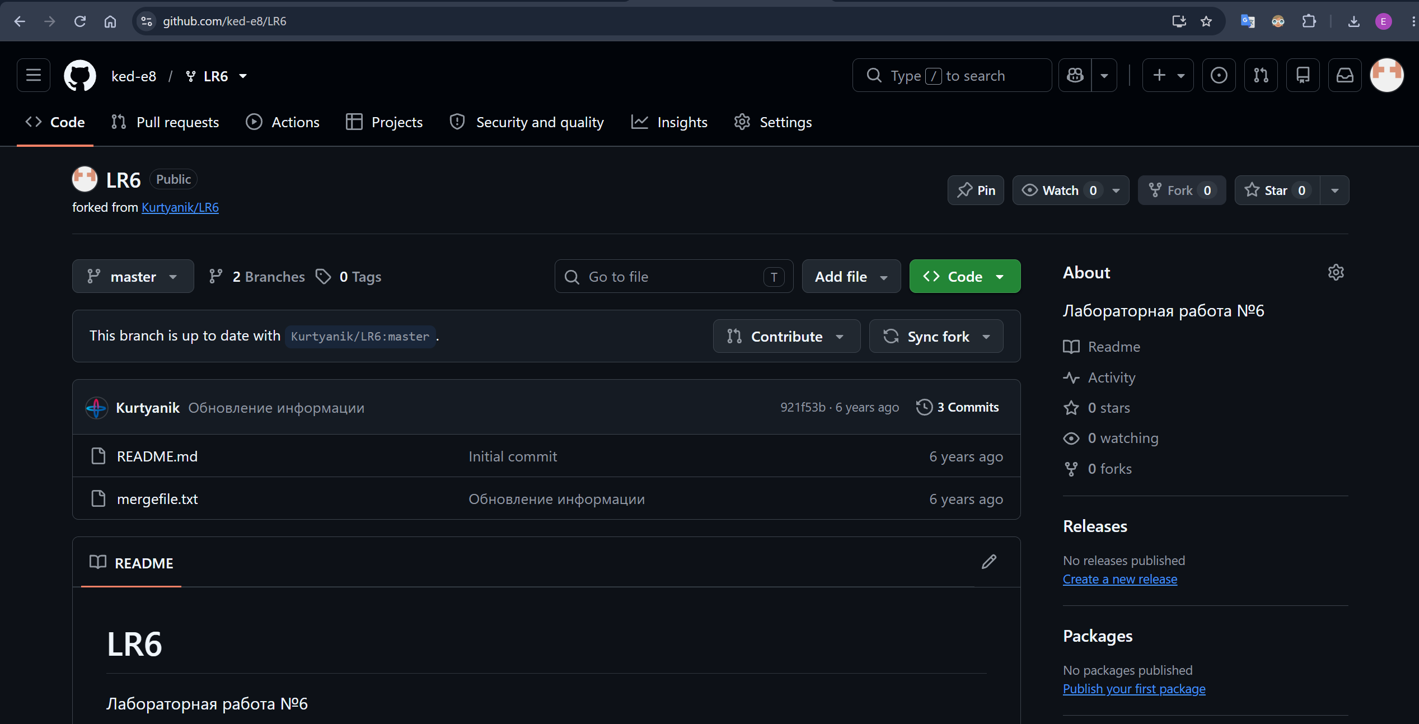 github.com/ked-e8/LR6
E
ked-e8 / LR6
Type / to search
Code Pull requests Actions Projects Security and quality Insights Settings
LR6 Public
Pin Watch 0 Fork 0 Star 0
forked from Kurtyanik/LR6
master 2 Branches 0 Tags
Go to file T Add file Code
This branch is up to date with Kurtyanik/LR6:master .
Contribute Sync fork
Kurtyanik Обновление информации 921f53b · 6 years ago 3 Commits
README.md Initial commit 6 years ago
mergefile.txt Обновление информации 6 years ago
README
LR6
Лабораторная работа №6
About
Лабораторная работа №6
Readme
Activity
0 stars
0 watching
0 forks
Releases
No releases published
Create a new release
Packages
No packages published
Publish your first package